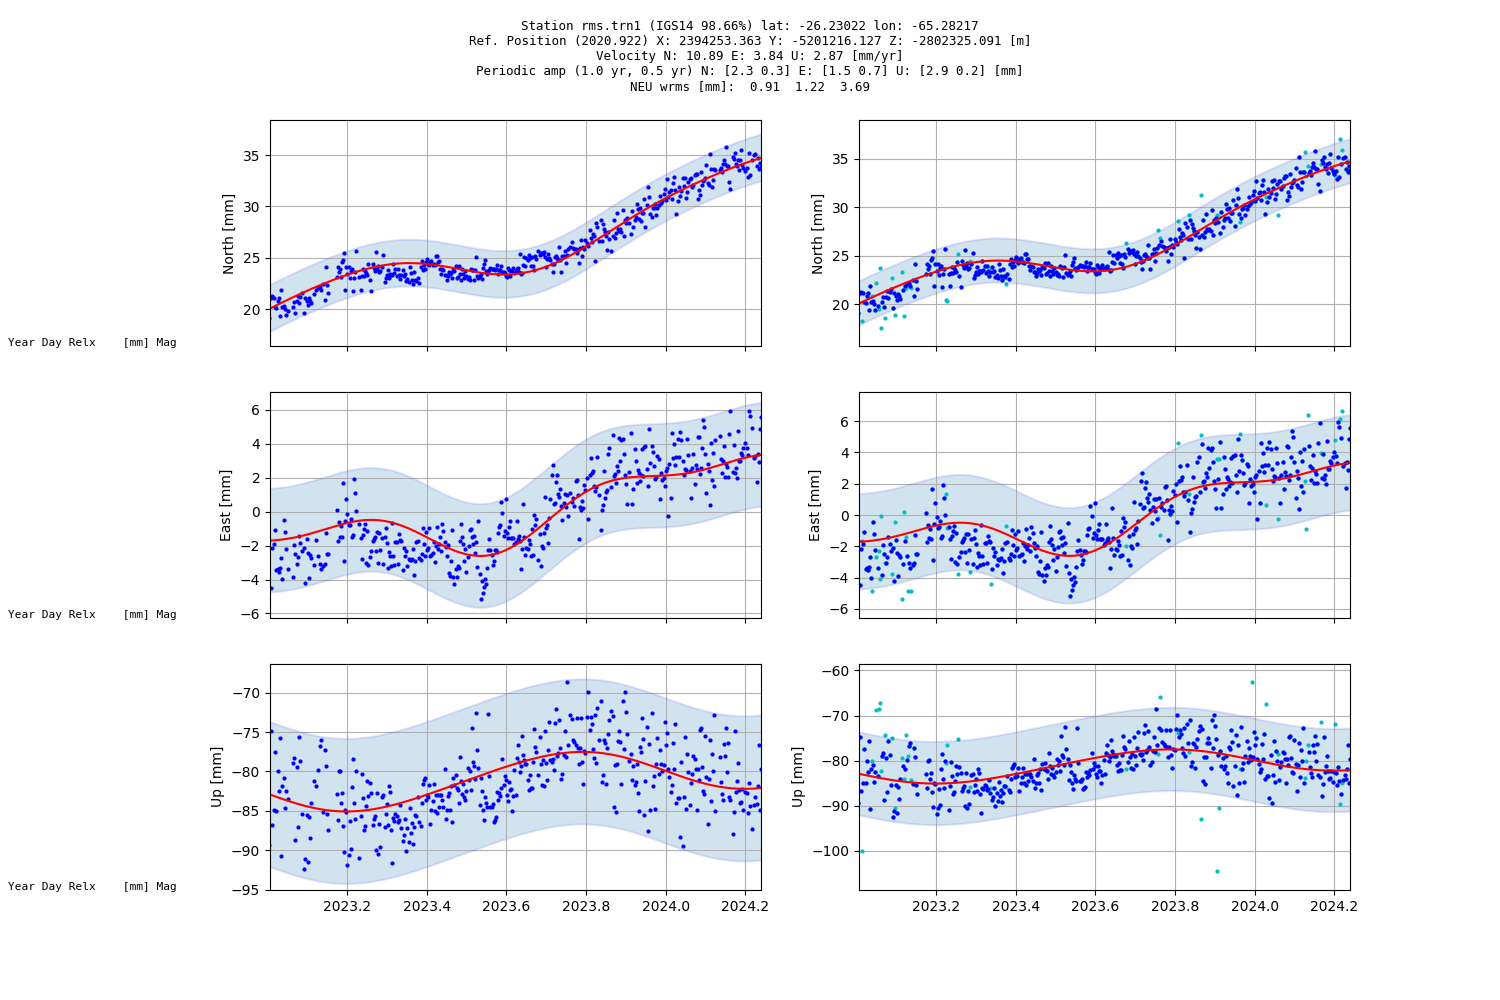 Station rms.trn1 (IGS14 98.66%) lat: -26.23022 lon: -65.28217
Ref. Position (2020.922) X: 2394253.363 Y: -5201216.127 Z: -2802325.091 [m]
Velocity N: 10.89 E: 3.84 U: 2.87 [mm/yr]
Periodic amp (1.0 yr, 0.5 yr) N: [2.3 0.3] E: [1.5 0.7] U: [2.9 0.2] [mm]
NEU wrms [mm]:  0.91  1.22  3.69
North [mm]
35
30
25
20
North [mm]
35
30
25
20
Year Day Relx    [mm] Mag
East [mm]
6
4
2
0
−2
−4
−6
East [mm]
6
4
2
0
−2
−4
−6
Year Day Relx    [mm] Mag
Up [mm]
−70
−75
−80
−85
−90
−95
Up [mm]
−60
−70
−80
−90
−100
Year Day Relx    [mm] Mag
2023.2 2023.4 2023.6 2023.8 2024.0 2024.2
2023.2 2023.4 2023.6 2023.8 2024.0 2024.2